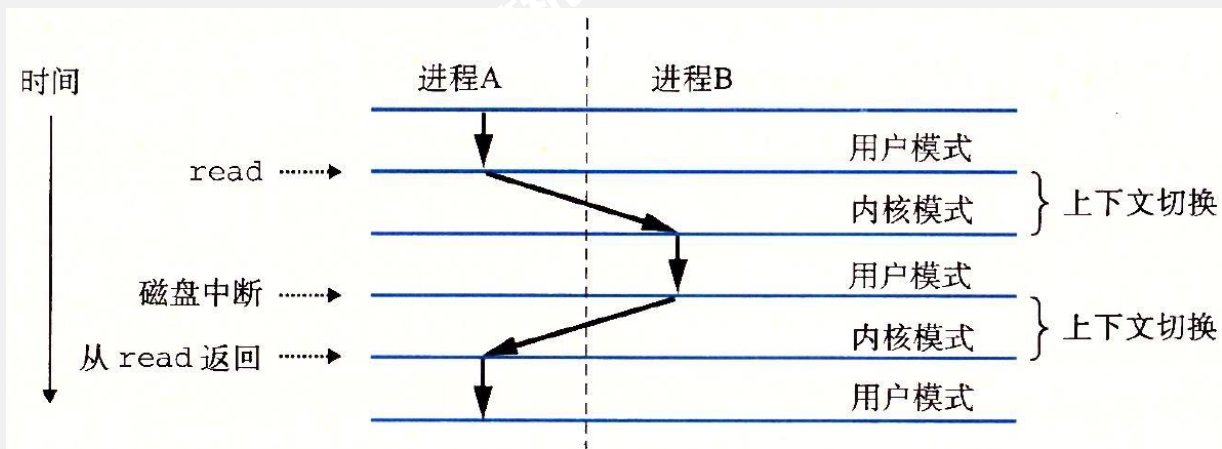 进程A 进程B
时间
用户模式
read
内核模式 上下文切换
用户模式
磁盘中断
内核模式 上下文切换
从 read 返回
用户模式